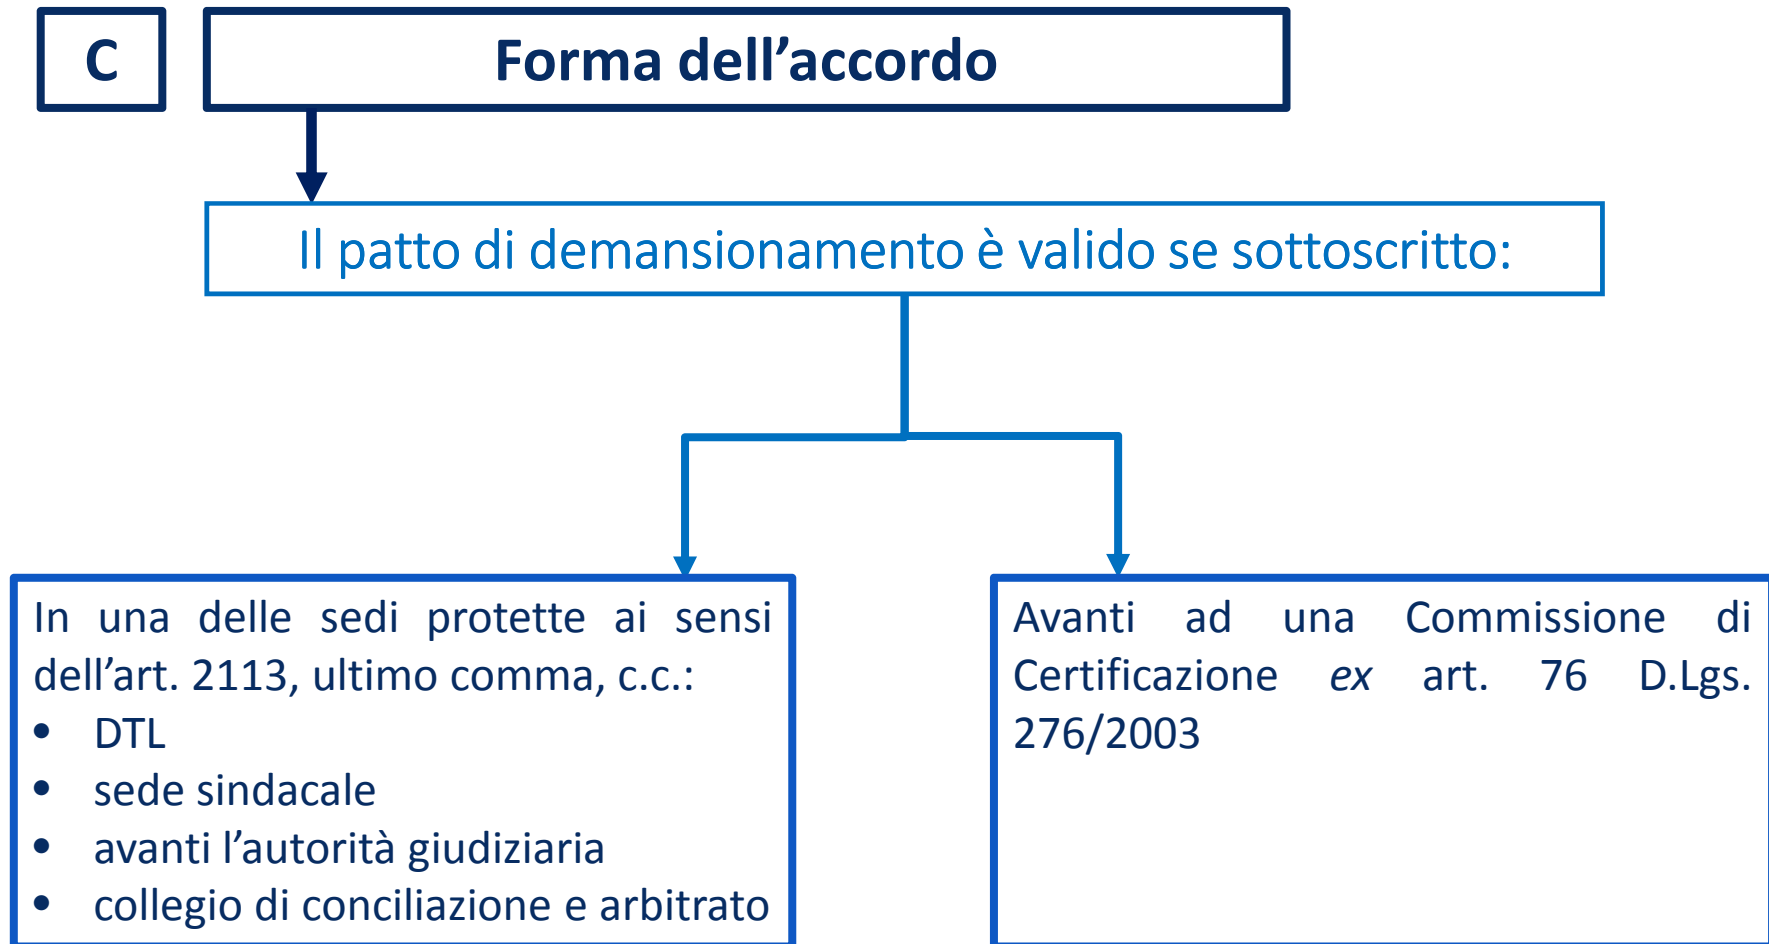 C
Forma dell’accordo
Il patto di demansionamento è valido se sottoscritto:
In una delle sedi protette ai sensi
dell’art. 2113, ultimo comma, c.c.:
• DTL
• sede sindacale
• avanti l’autorità giudiziaria
• collegio di conciliazione e arbitrato
Avanti ad una Commissione di
Certificazione ex art. 76 D.Lgs.
276/2003